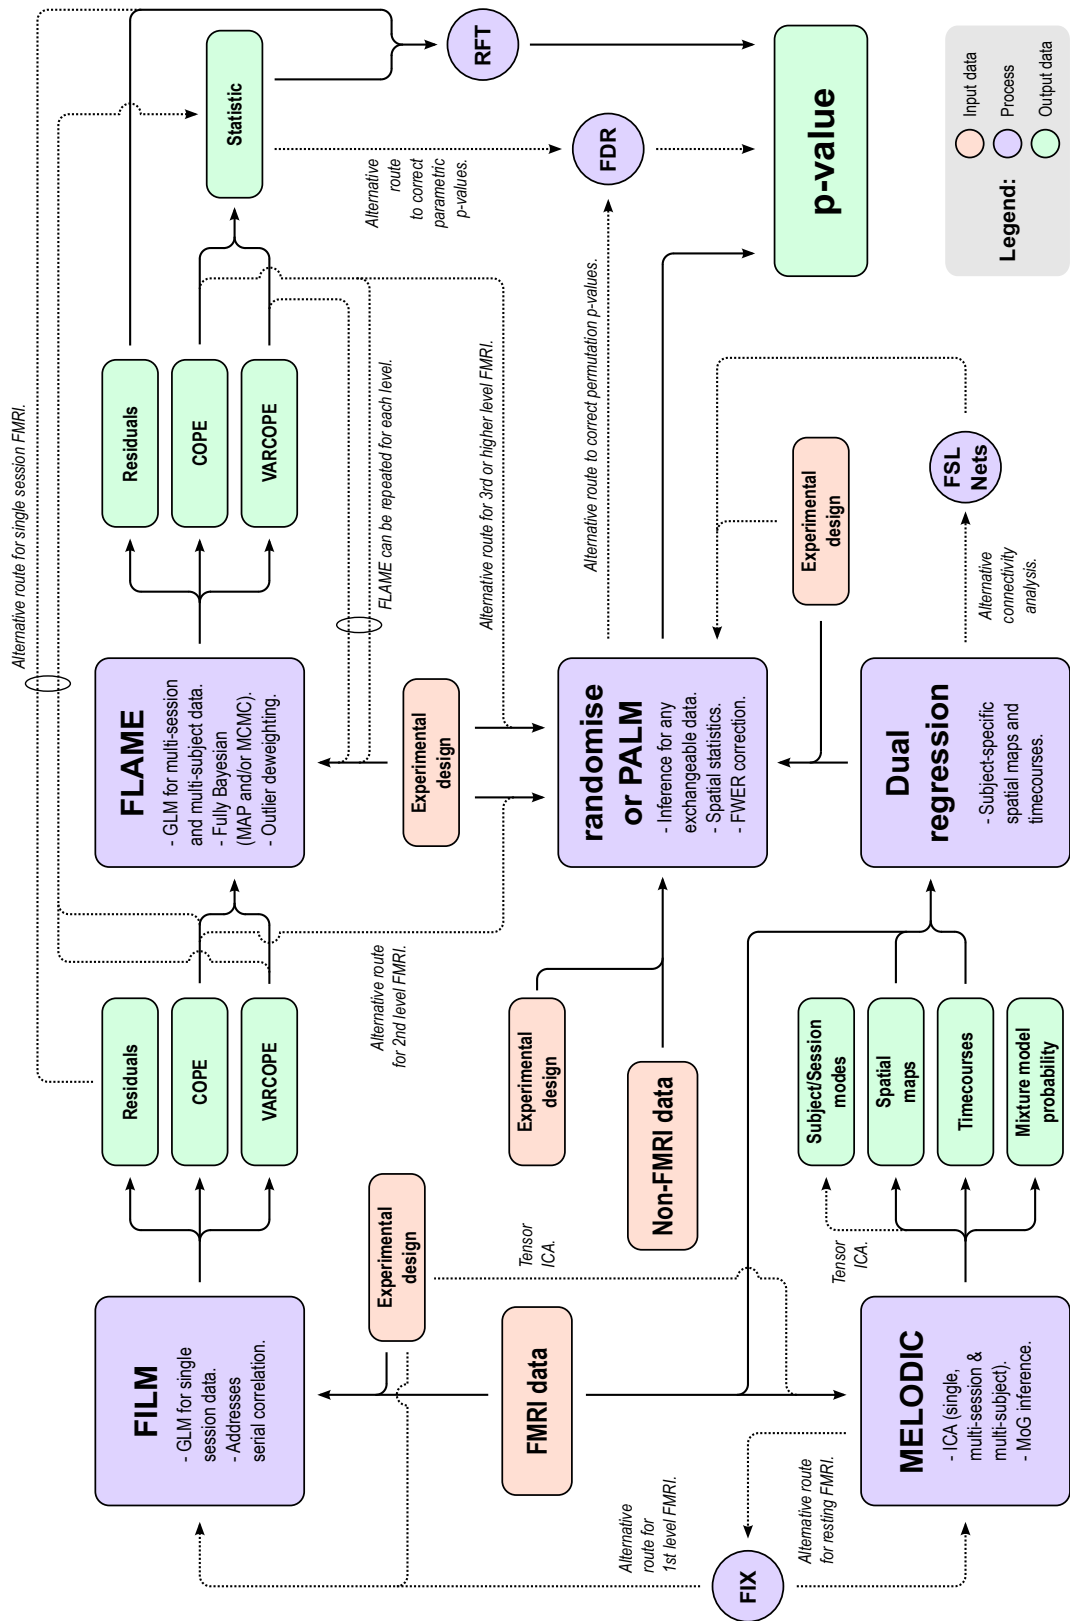 Alternative route for single session FMRI.
FILM
- GLM for single
session data.
- Addresses
serial correlation.
Residuals
COPE
VARCOPE
FLAME
- GLM for multi-session
and multi-subject data.
- Fully Bayesian
(MAP and/or MCMC).
- Outlier deweighting.
Residuals
COPE
VARCOPE
Statistic
RFT
Experimental
design
Alternative route
for 2nd level FMRI.
Experimental
design
FLAME can be repeated for each level.
Alternative route for 3rd or higher level FMRI.
Alternative
route
to correct
parametric
p-values.
FMRI data
Tensor
ICA.
Experimental
design
Non-FMRI data
randomise
or PALM
- Inference for any
exchangeable data.
- Spatial statistics.
- FWER correction.
Alternative route to correct permutation p-values.
FDR
p-value
Alternative
route for
1st level FMRI.
FIX
Alternative route
for resting FMRI.
MELODIC
- ICA (single,
multi-session &
multi-subject).
- MoG inference.
Tensor
ICA.
Subject/Session
modes
Spatial
maps
Timecourses
Mixture model
probability
Dual
regression
- Subject-specific
spatial maps and
timecourses.
Experimental
design
Alternative
connectivity
analysis.
FSL
Nets
Legend:
Input data
Process
Output data